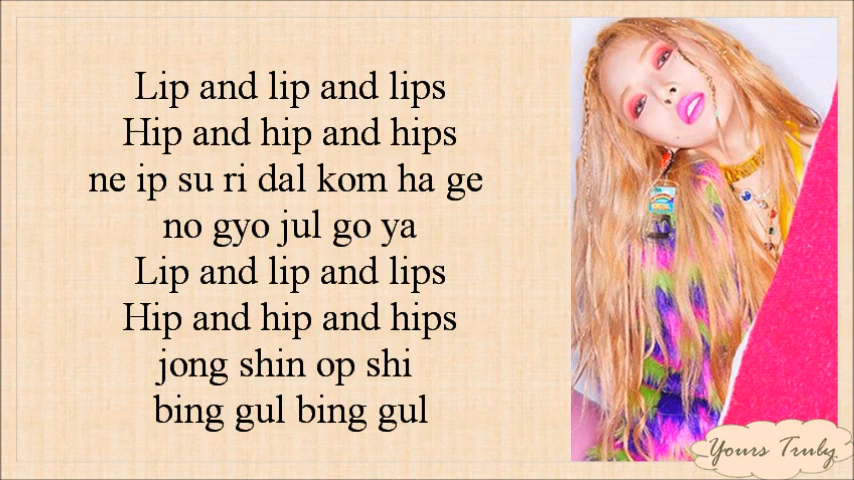 Lip and lip and lips
Hip and hip and hips
ne ip su ri dal kom ha ge
no gyo jul go ya
Lip and lip and lips
Hip and hip and hips
jong shin op shi
bing gul bing gul
Yours Truly